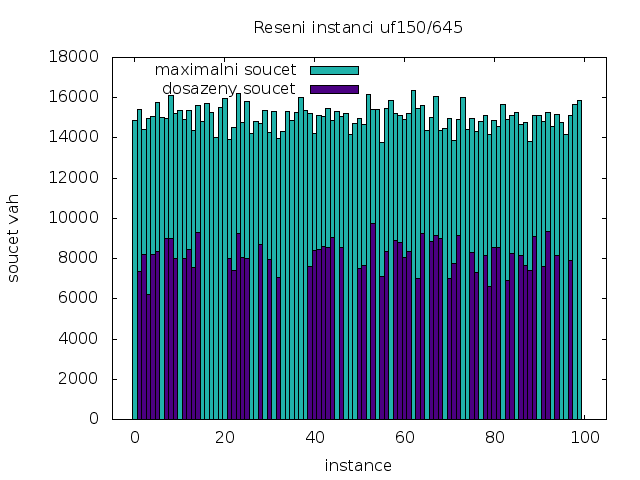 Reseni instanci uf150/645
maximalni soucet
dosazeny soucet
18000
16000
14000
12000
10000
8000
6000
4000
2000
0
soucet vah
0 20 40 60 80 100
instance